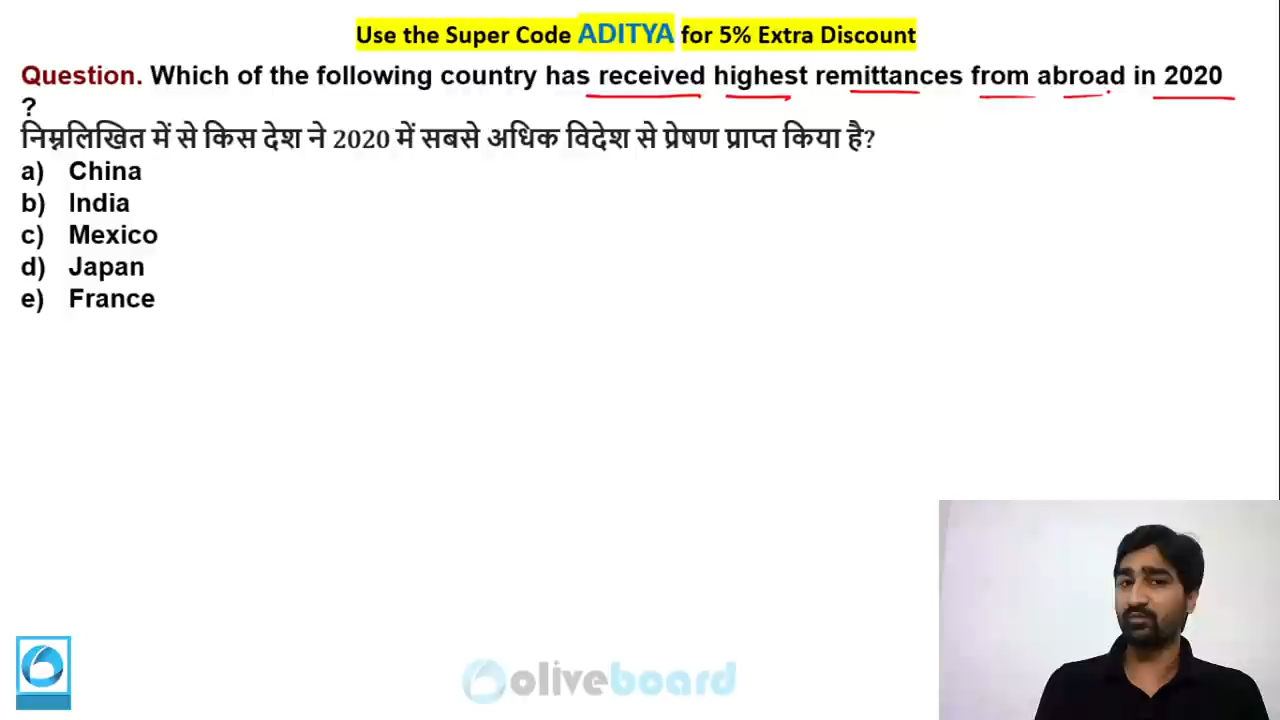 Use the Super Code ADITYA for 5% Extra Discount
Question. Which of the following country has received highest remittances from abroad in 2020
?
निम्नलिखित में से किस देश ने 2020 में सबसे अधिक विदेश से प्रेषण प्राप्त किया है?
a) China
b) India
c) Mexico
d) Japan
e) France
oliveboard